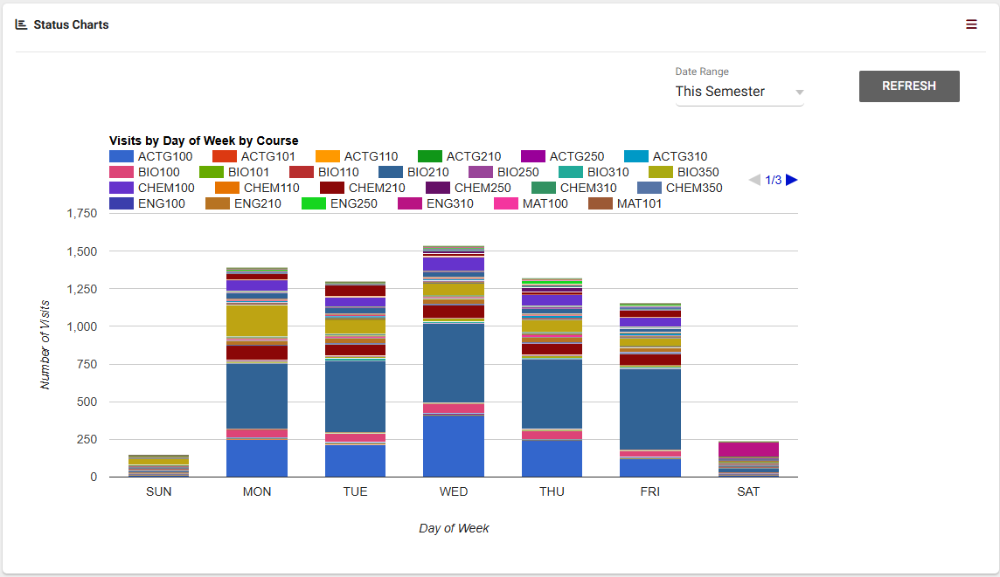 Status Charts
Date Range
This Semester
REFRESH
Visits by Day of Week by Course
ACTG100 ACTG101 ACTG110 ACTG210 ACTG250 ACTG310
BIO100 BIO101 BIO110 BIO210 BIO250 BIO310 BIO350
CHEM100 CHEM110 CHEM210 CHEM250 CHEM310 CHEM350
ENG100 ENG210 ENG250 ENG310 MAT100 MAT101
1/3
1,750
1,500
1,250
1,000
750
500
250
0
Number of Visits
SUN MON TUE WED THU FRI SAT
Day of Week